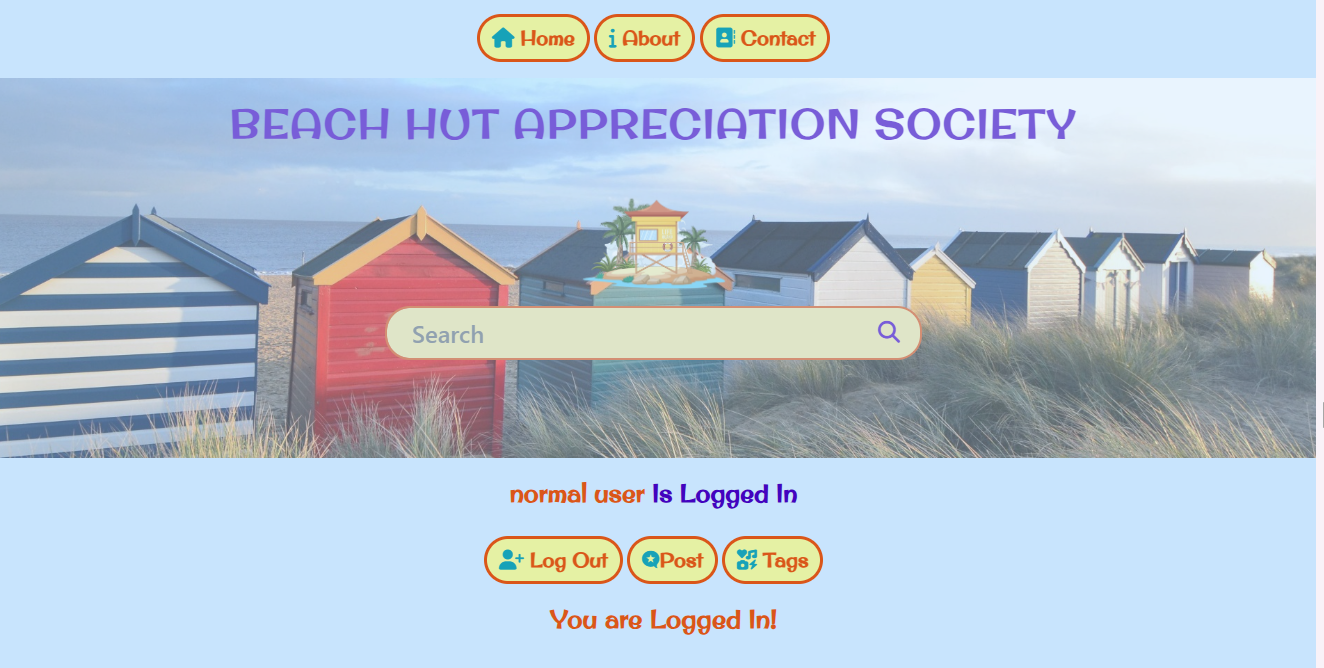 Home About Contact
BEACH HUT APPRECIATION SOCIETY
Search
normal user Is Logged In
Log Out Post Tags
You are Logged In!